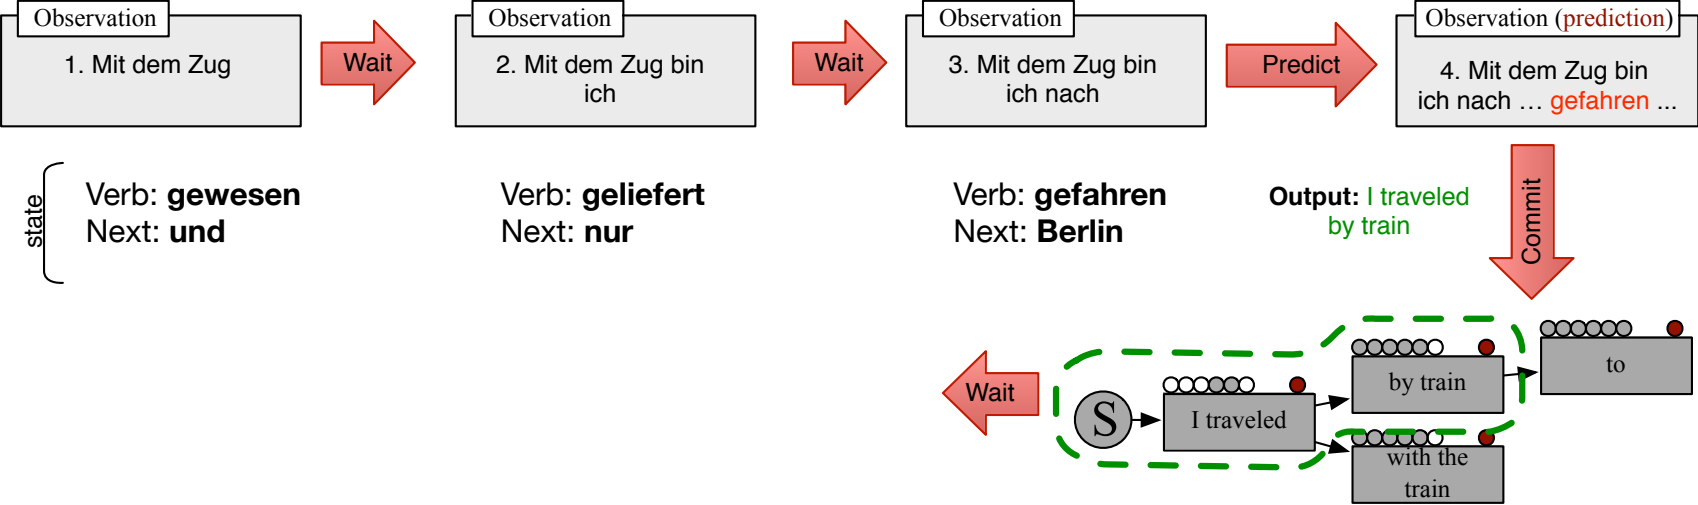 Observation
1. Mit dem Zug
Wait
Observation
2. Mit dem Zug bin
ich
Wait
Observation
3. Mit dem Zug bin
ich nach
Predict
Observation (prediction)
4. Mit dem Zug bin
ich nach … gefahren ...
state
Verb: gewesen
Next: und
Verb: geliefert
Next: nur
Verb: gefahren
Next: Berlin
Output: I traveled
by train
Commit
Wait
S
I traveled
by train
to
with the
train